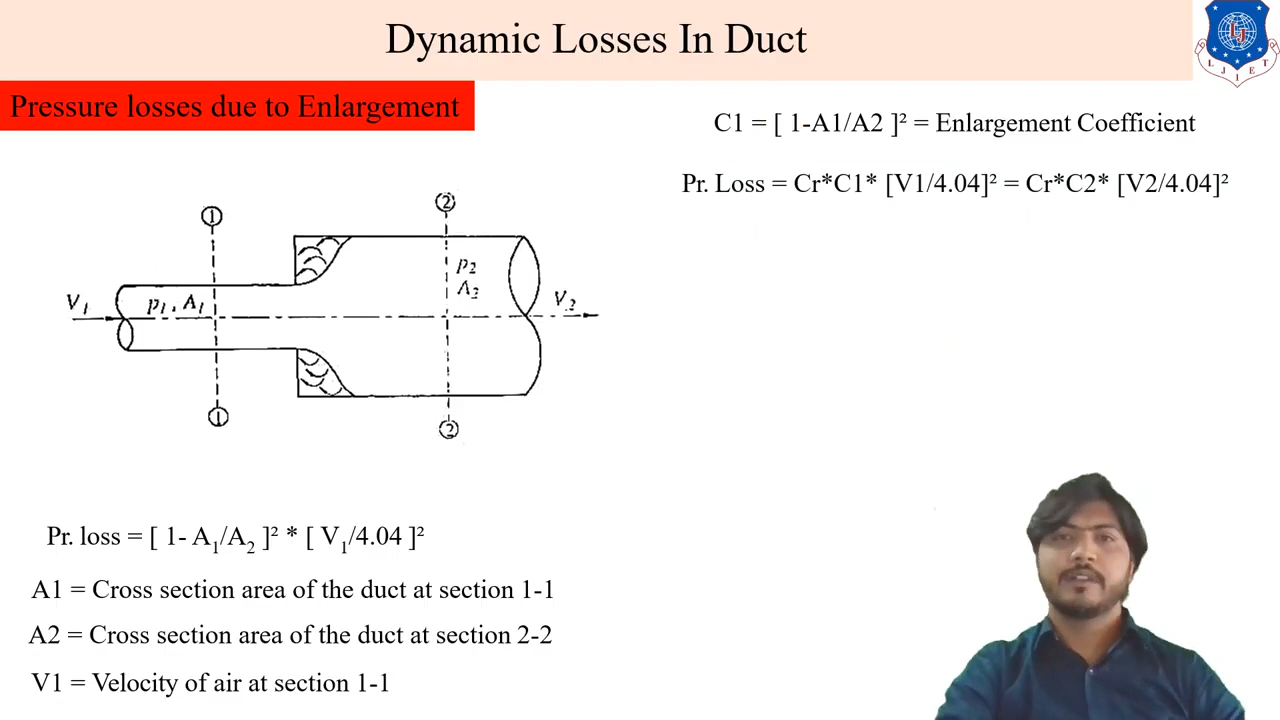 Dynamic Losses In Duct
L J I E T
Pressure losses due to Enlargement
C1 = [ 1-A1/A2 ]² = Enlargement Coefficient
Pr. Loss = Cr*C1* [V1/4.04]² = Cr*C2* [V2/4.04]²
① ②
p₂
A₂
V₁ p₁ , A₁ V₂
① ②
Pr. loss = [ 1- A₁/A₂ ]² * [ V₁/4.04 ]²
A1 = Cross section area of the duct at section 1-1
A2 = Cross section area of the duct at section 2-2
V1 = Velocity of air at section 1-1